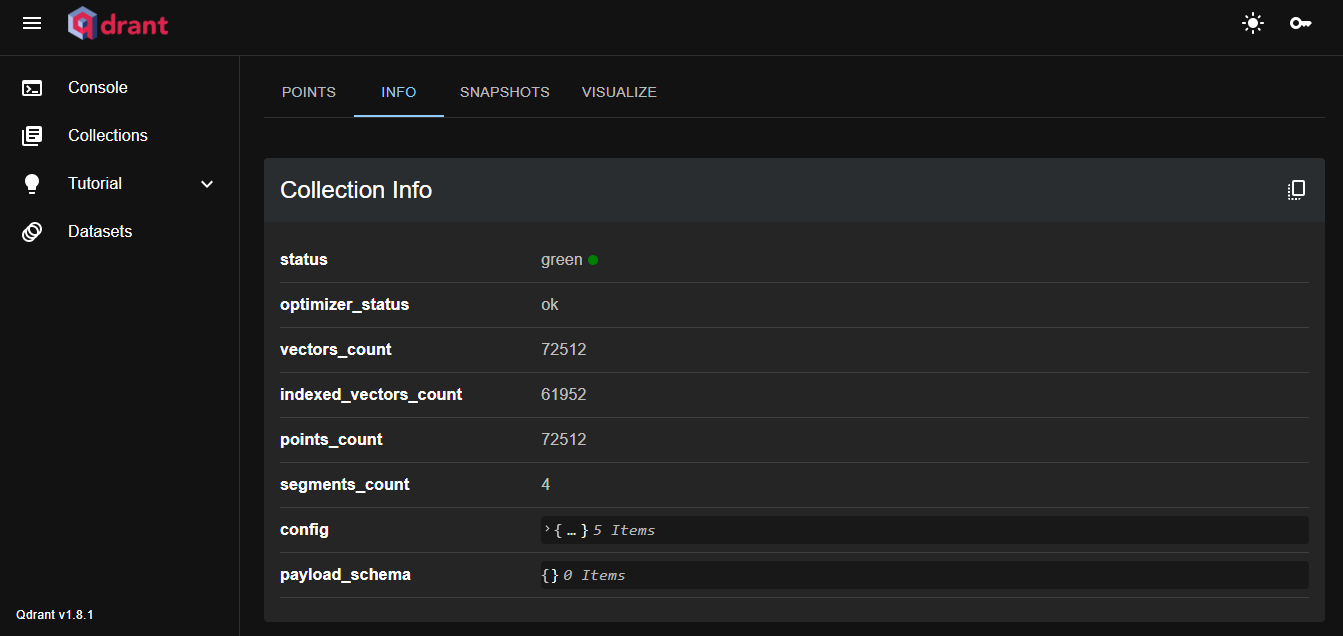 qdrant
Console
Collections
Tutorial
Datasets
Qdrant v1.8.1
POINTS INFO SNAPSHOTS VISUALIZE
Collection Info
status green
optimizer_status ok
vectors_count 72512
indexed_vectors_count 61952
points_count 72512
segments_count 4
config {…} 5 Items
payload_schema {} 0 Items